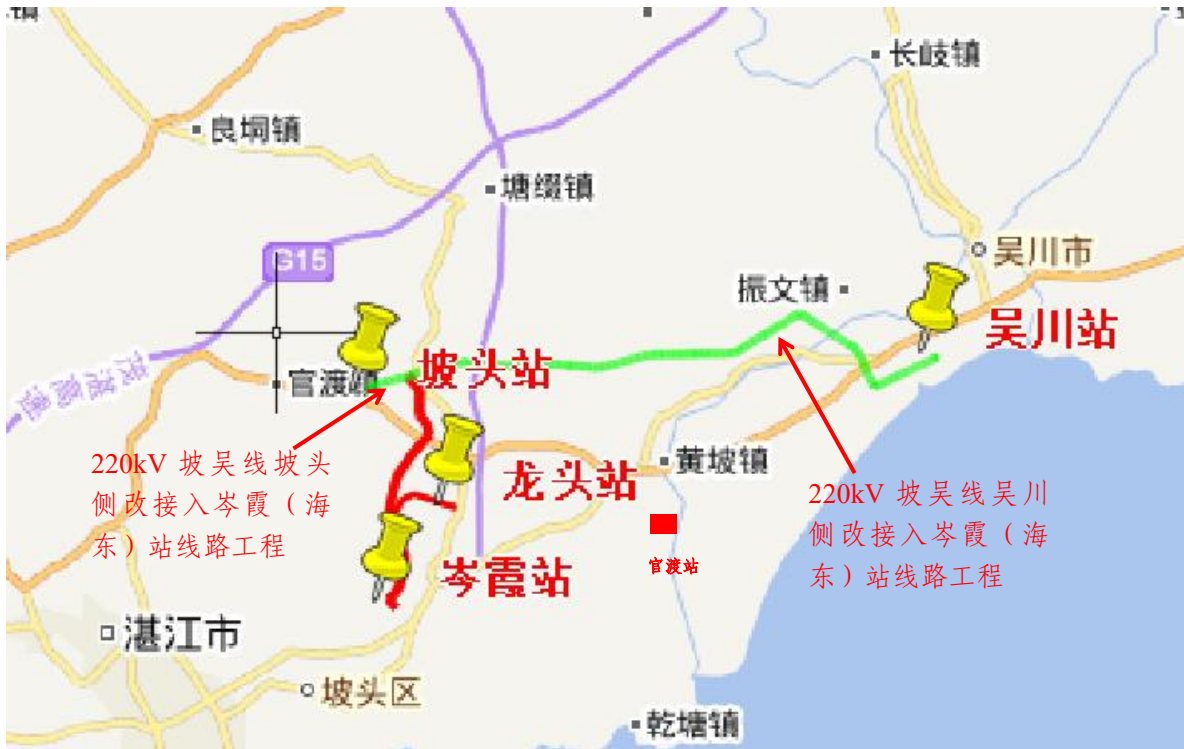 镇
长岐镇
良垌镇
塘缀镇
G15
吴川市
振文镇
吴川站
坡头站
官渡
220kV 坡吴线坡头
侧改接入岑霞（海
东）站线路工程
龙头站
黄坡镇
220kV 坡吴线吴川
侧改接入岑霞（海
东）站线路工程
官渡站
岑霞站
湛江市
坡头区
乾塘镇